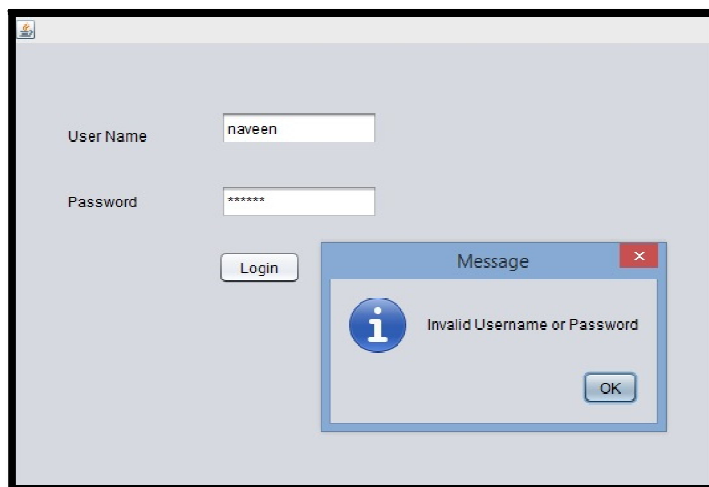 User Name
naveen
Password
******
Login
Message
Invalid Username or Password
OK